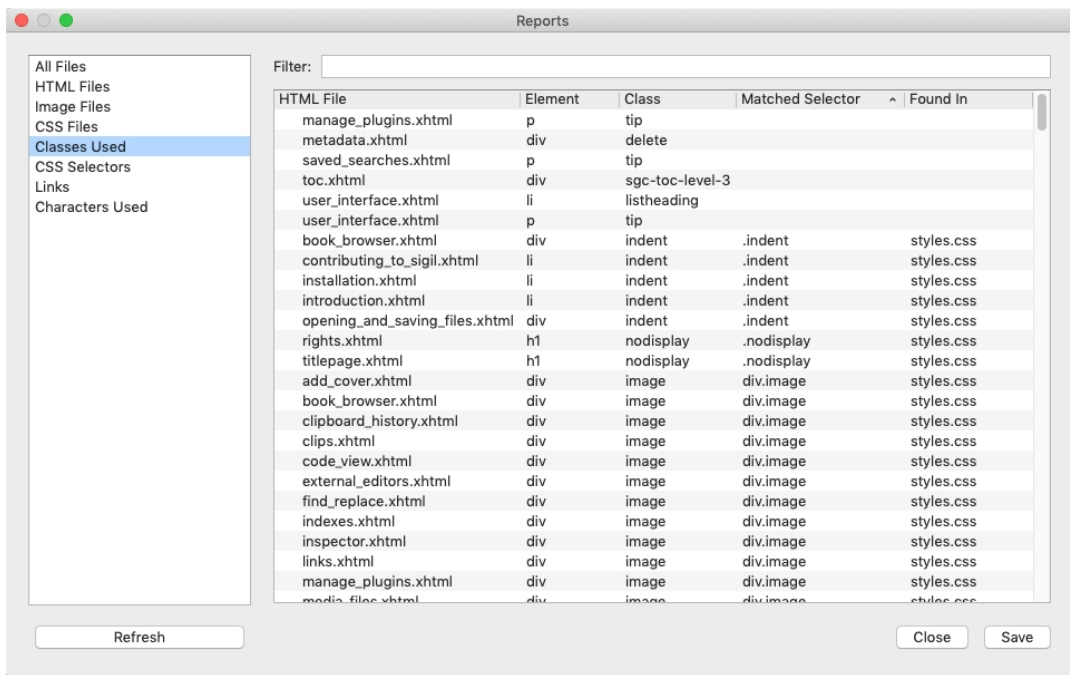 Reports
All Files
HTML Files
Image Files
CSS Files
Classes Used
CSS Selectors
Links
Characters Used
Refresh
Filter:
HTML File Element Class Matched Selector Found In
manage_plugins.xhtml p tip
metadata.xhtml div delete
saved_searches.xhtml p tip
toc.xhtml div sgc-toc-level-3
user_interface.xhtml li listheading
user_interface.xhtml p tip
book_browser.xhtml div indent .indent styles.css
contributing_to_sigil.xhtml li indent .indent styles.css
installation.xhtml li indent .indent styles.css
introduction.xhtml li indent .indent styles.css
opening_and_saving_files.xhtml div indent .indent styles.css
rights.xhtml h1 nodisplay .nodisplay styles.css
titlepage.xhtml h1 nodisplay .nodisplay styles.css
add_cover.xhtml div image div.image styles.css
book_browser.xhtml div image div.image styles.css
clipboard_history.xhtml div image div.image styles.css
clips.xhtml div image div.image styles.css
code_view.xhtml div image div.image styles.css
external_editors.xhtml div image div.image styles.css
find_replace.xhtml div image div.image styles.css
indexes.xhtml div image div.image styles.css
inspector.xhtml div image div.image styles.css
links.xhtml div image div.image styles.css
manage_plugins.xhtml div image div.image styles.css
media_files.xhtml div image div.image styles.css
Close Save